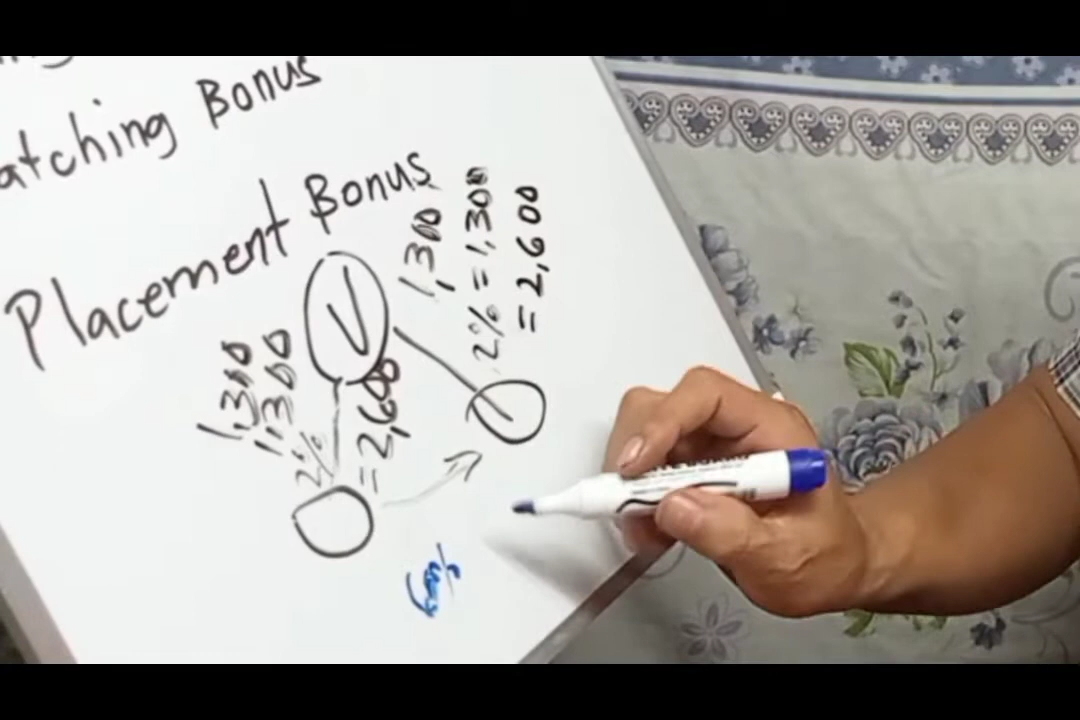 atching Bonus
Placement Bonus
1,300
2% = 1,300
= 2,600
U
1,300
1,300
2%
= 2,600